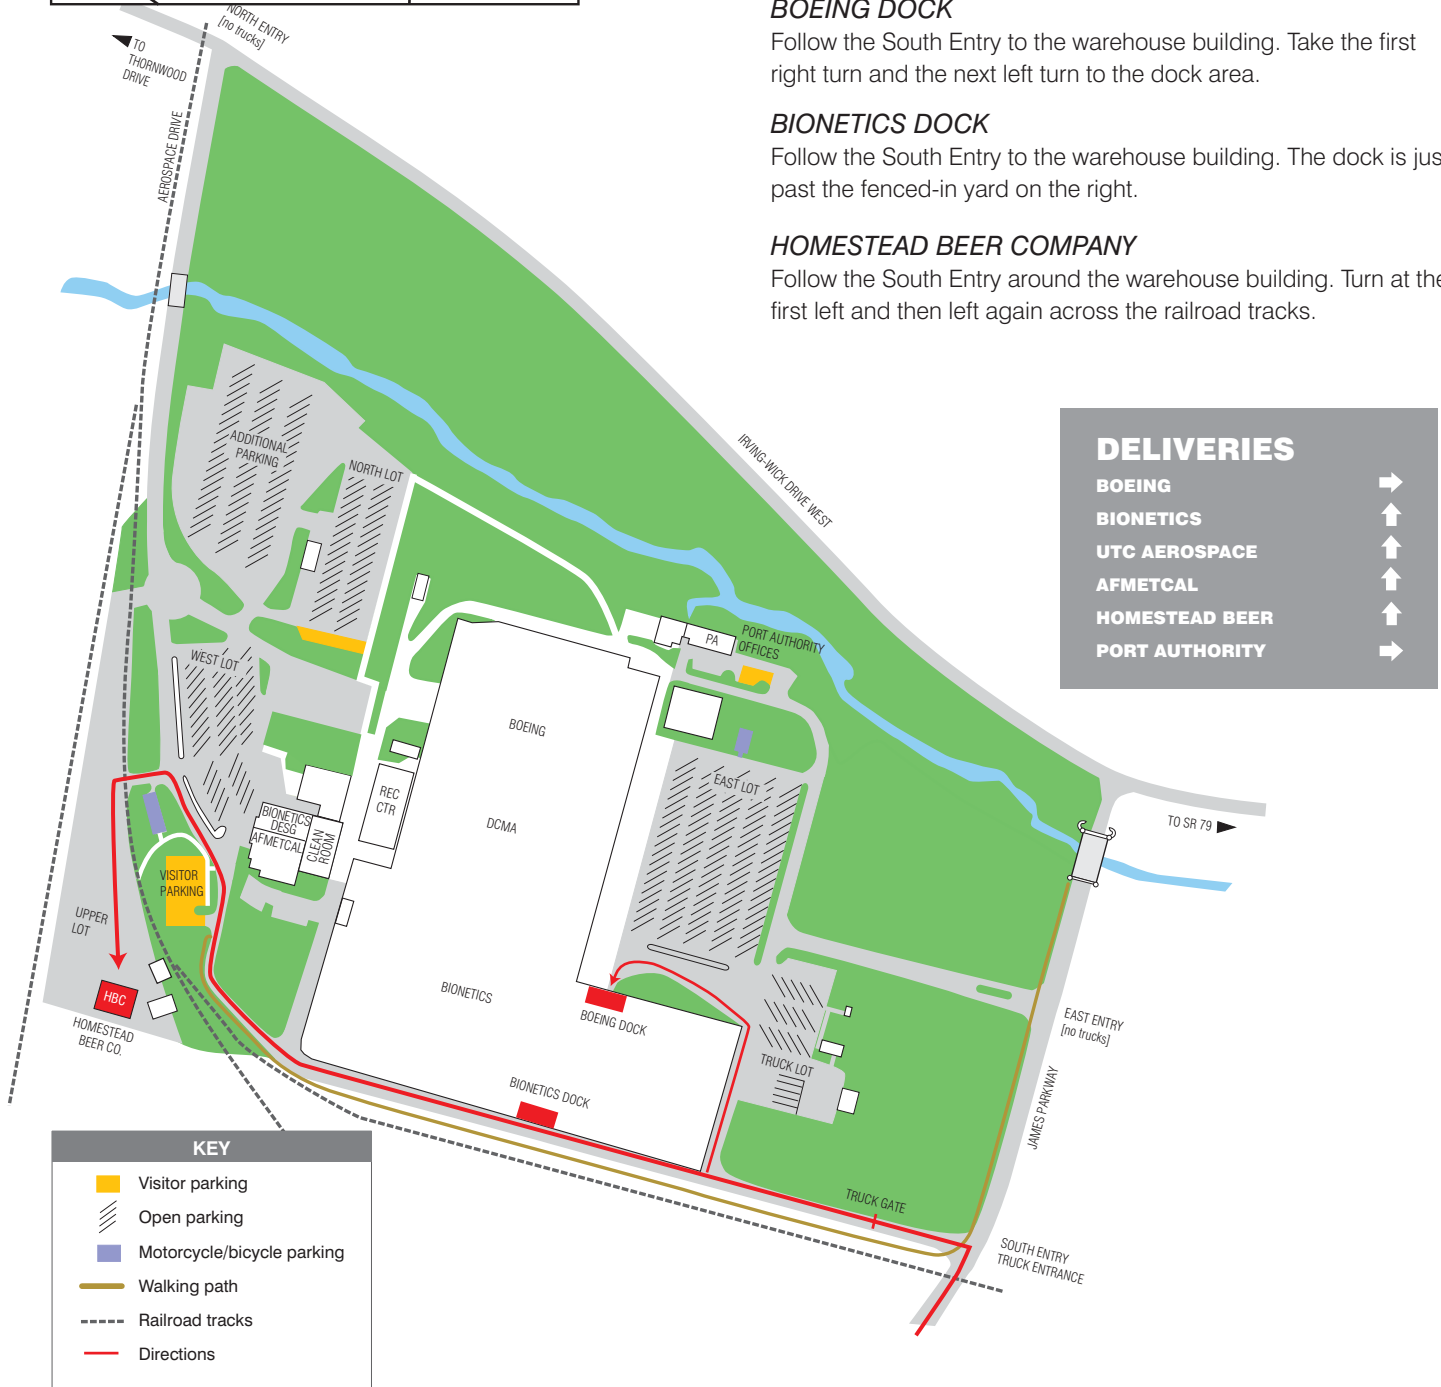 NORTH ENTRY
[no trucks]
TO
THORNWOOD
DRIVE
AEROSPACE DRIVE
BOEING DOCK
Follow the South Entry to the warehouse building. Take the first
right turn and the next left turn to the dock area.
BIONETICS DOCK
Follow the South Entry to the warehouse building. The dock is jus
past the fenced-in yard on the right.
HOMESTEAD BEER COMPANY
Follow the South Entry around the warehouse building. Turn at the
first left and then left again across the railroad tracks.
DELIVERIES
BOEING
BIONETICS
UTC AEROSPACE
AFMETCAL
HOMESTEAD BEER
PORT AUTHORITY
IRVING-WICK DRIVE WEST
ADDITIONAL
PARKING
NORTH LOT
WEST LOT
PA
PORT AUTHORITY
OFFICES
BOEING
DCMA
REC
CTR
EAST LOT
TO SR 79
BIONETICS
DESG
AFMETCAL
CLEAN
ROOM
VISITOR
PARKING
UPPER
LOT
HBC
HOMESTEAD
BEER CO.
BIONETICS
BOEING DOCK
BIONETICS DOCK
TRUCK LOT
EAST ENTRY
[no trucks]
JAMES PARKWAY
TRUCK GATE
SOUTH ENTRY
TRUCK ENTRANCE
KEY
Visitor parking
Open parking
Motorcycle/bicycle parking
Walking path
Railroad tracks
Directions